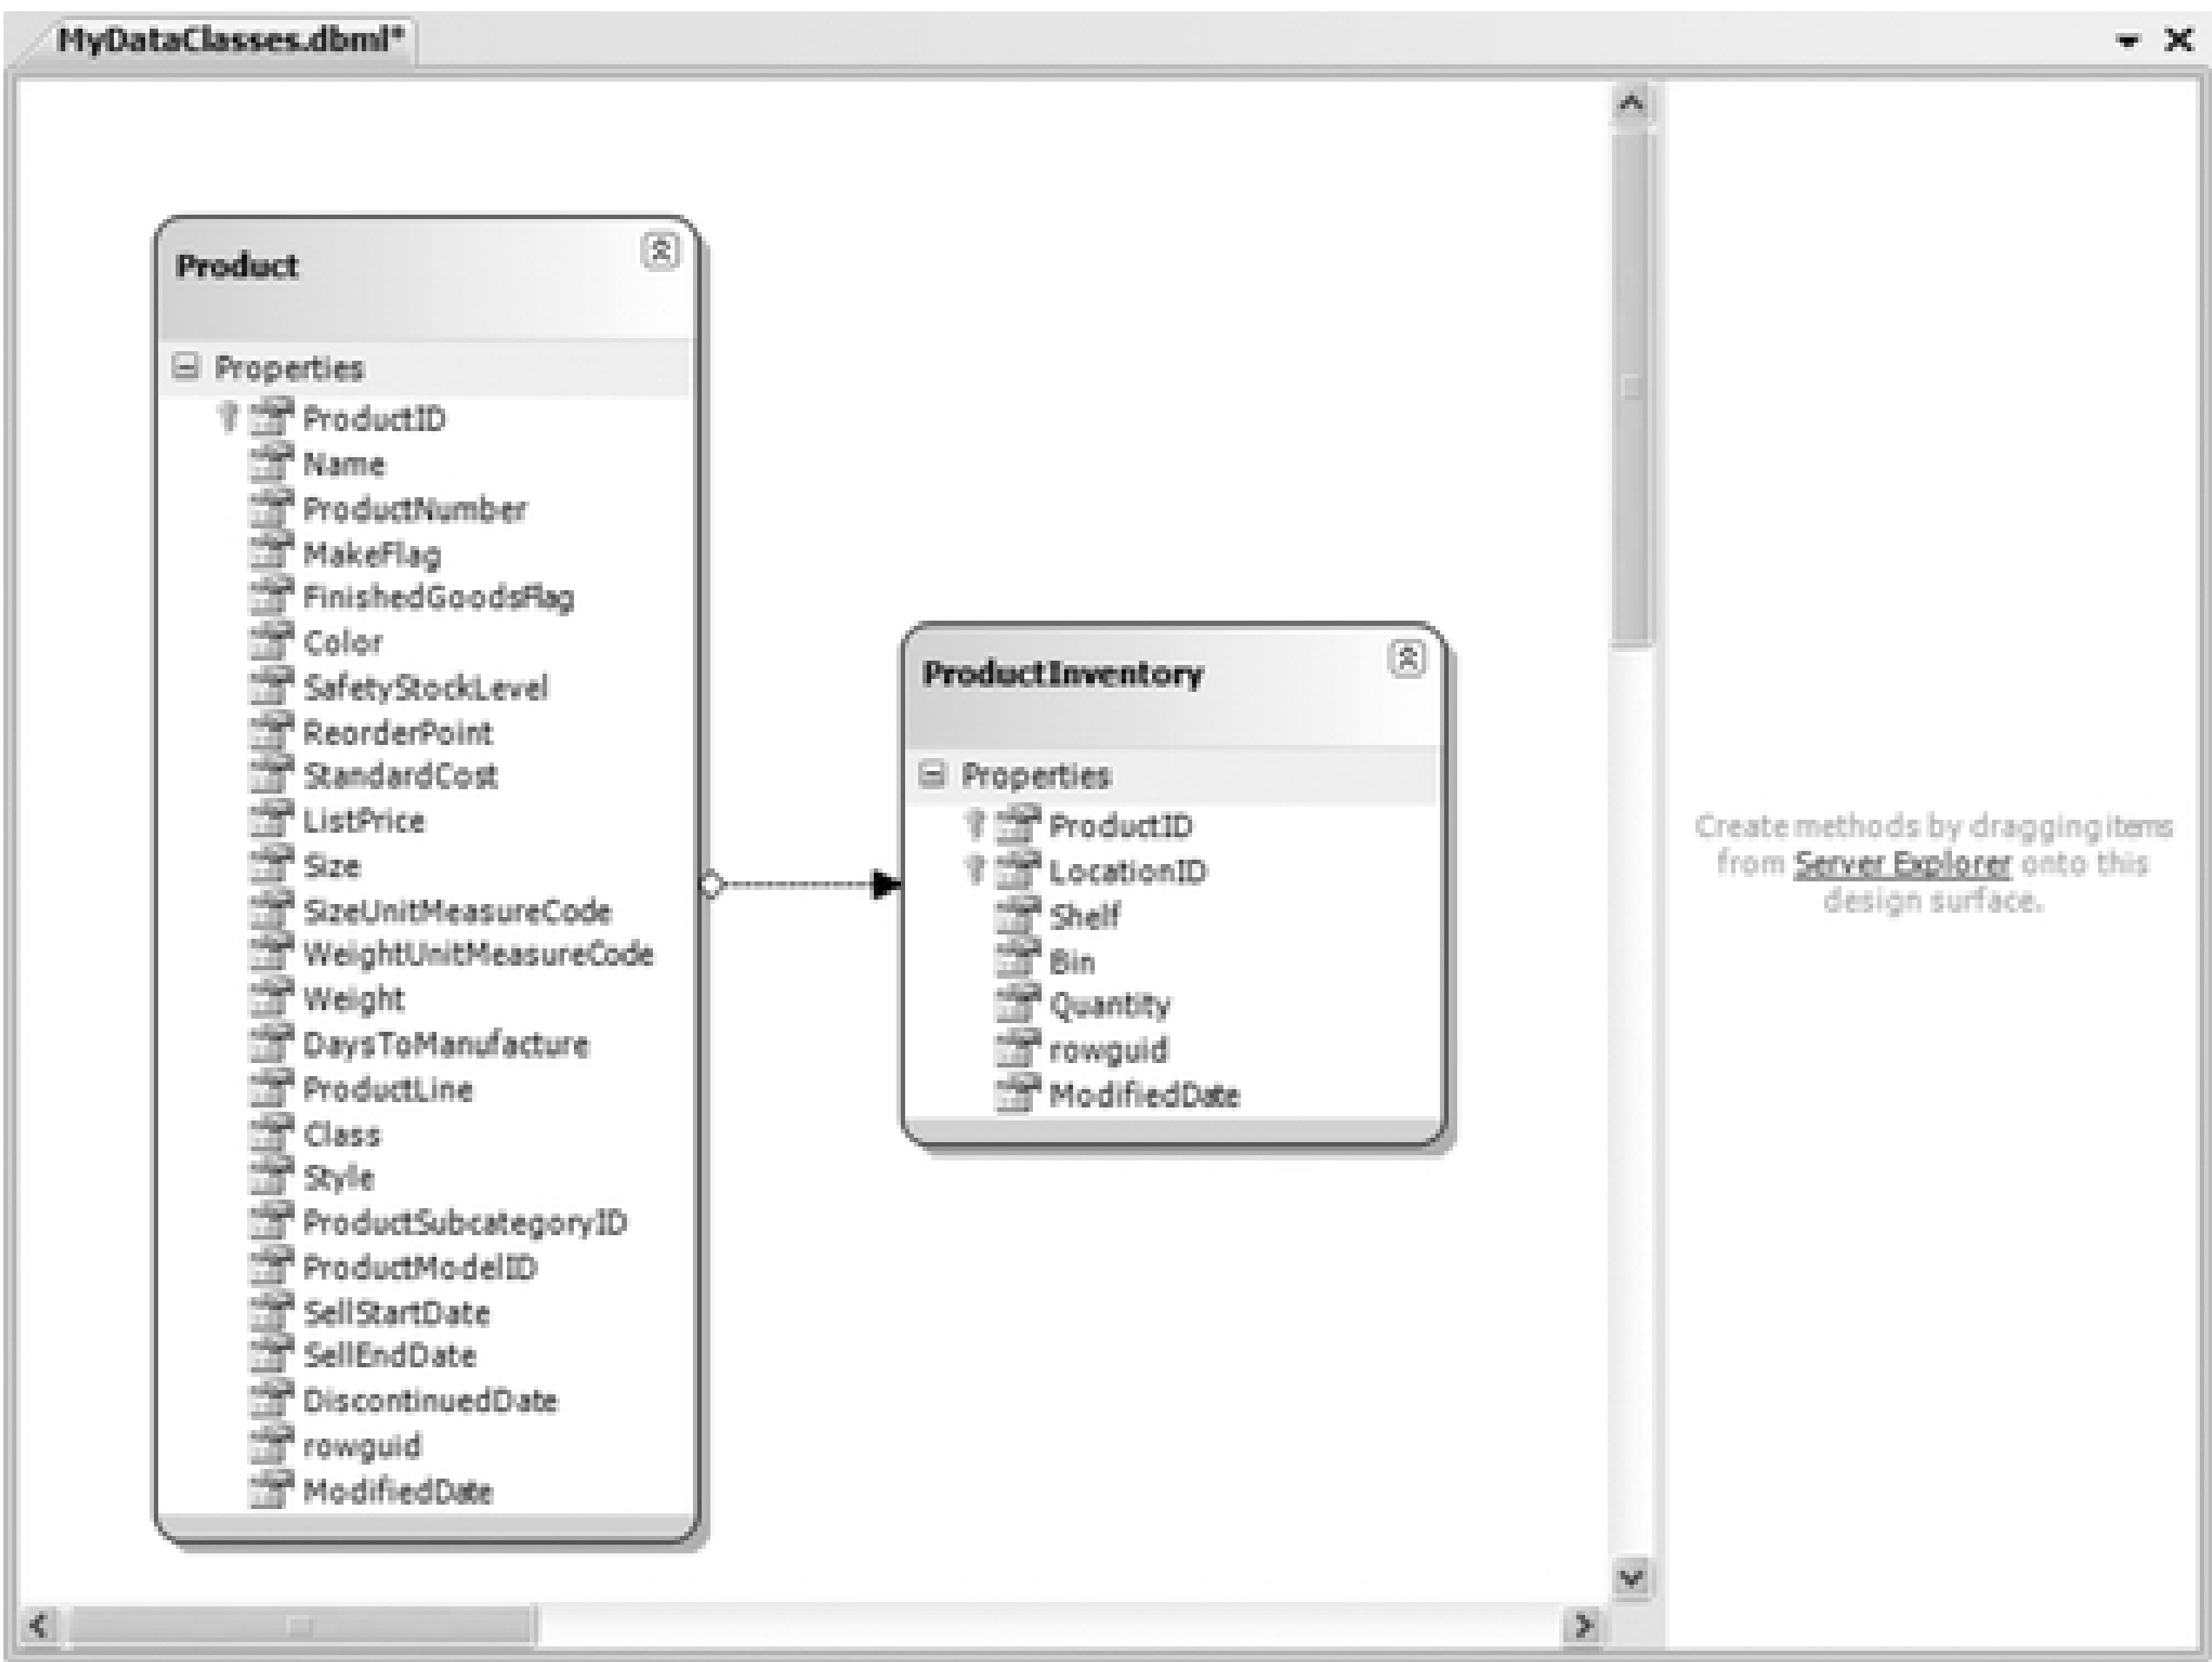 MyDataClasses.dbml*
Product
Properties
ProductID
Name
ProductNumber
MakeFlag
FinishedGoodsFlag
Color
SafetyStockLevel
ReorderPoint
StandardCost
ListPrice
Size
SizeUnitMeasureCode
WeightUnitMeasureCode
Weight
DaysToManufacture
ProductLine
Class
Style
ProductSubcategoryID
ProductModelID
SellStartDate
SellEndDate
DiscontinuedDate
rowguid
ModifiedDate
ProductInventory
Properties
ProductID
LocationID
Shelf
Bin
Quantity
rowguid
ModifiedDate
Create methods by dragging items
from Server Explorer onto this
design surface.